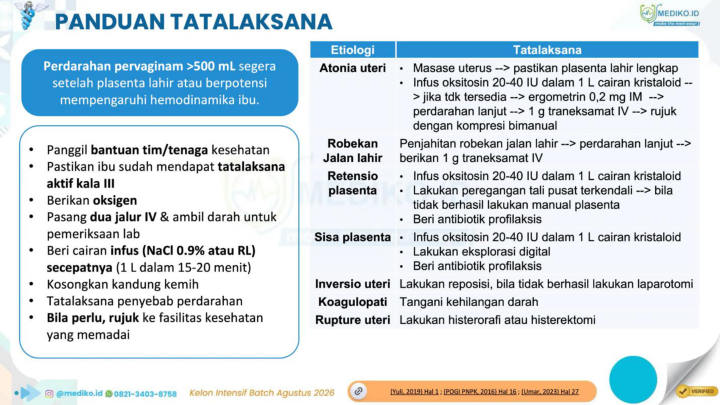 PANDUAN TATALAKSANA
MEDIKO.ID
Perdarahan pervaginam >500 mL segera
setelah plasenta lahir atau berpotensi
mempengaruhi hemodinamika ibu.
• Panggil bantuan tim/tenaga kesehatan
• Pastikan ibu sudah mendapat tatalaksana
aktif kala III
• Berikan oksigen
• Pasang dua jalur IV & ambil darah untuk
pemeriksaan lab
• Beri cairan infus (NaCl 0.9% atau RL)
secepatnya (1 L dalam 15-20 menit)
• Kosongkan kandung kemih
• Tatalaksana penyebab perdarahan
• Bila perlu, rujuk ke fasilitas kesehatan
yang memadai
Etiologi Tatalaksana
Atonia uteri • Masase uterus --> pastikan plasenta lahir lengkap
• Infus oksitosin 20-40 IU dalam 1 L cairan kristaloid --
> jika tdk tersedia --> ergometrin 0,2 mg IM -->
perdarahan lanjut --> 1 g traneksamat IV --> rujuk
dengan kompresi bimanual
Robekan Penjahitan robekan jalan lahir --> perdarahan lanjut -->
Jalan lahir berikan 1 g traneksamat IV
Retensio • Infus oksitosin 20-40 IU dalam 1 L cairan kristaloid
plasenta • Lakukan peregangan tali pusat terkendali --> bila
tidak berhasil lakukan manual plasenta
• Beri antibiotik profilaksis
Sisa plasenta • Infus oksitosin 20-40 IU dalam 1 L cairan kristaloid
• Lakukan eksplorasi digital
• Beri antibiotik profilaksis
Inversio uteri Lakukan reposisi, bila tidak berhasil lakukan laparotomi
Koagulopati Tangani kehilangan darah
Rupture uteri Lakukan histerorafi atau histerektomi
@mediko.id 0821-3403-8758 Kelon Intensif Batch Agustus 2026
(Yuli, 2019) Hal 1 ; (POGI PNPK, 2016) Hal 16 ; (Umar, 2023) Hal 27
VERIFIED